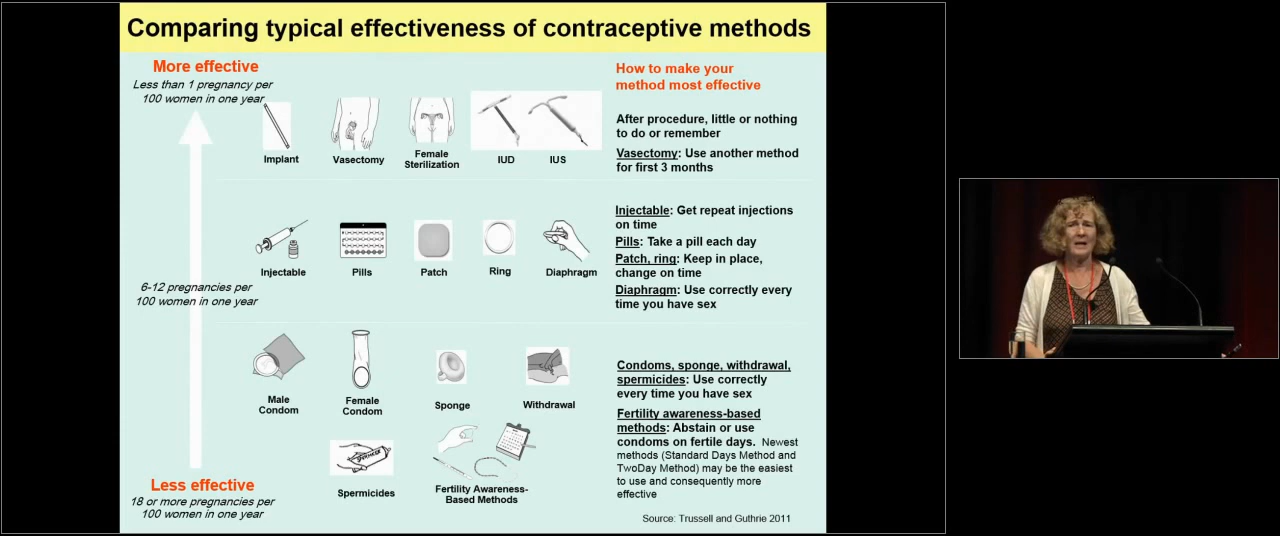 Comparing typical effectiveness of contraceptive methods
More effective
Less than 1 pregnancy per
100 women in one year
Implant
Vasectomy
Female
Sterilization
IUD
IUS
How to make your
method most effective
After procedure, little or nothing
to do or remember
Vasectomy: Use another method
for first 3 months
Injectable
Pills
Patch
Ring
Diaphragm
6-12 pregnancies per
100 women in one year
Injectable: Get repeat injections
on time
Pills: Take a pill each day
Patch, ring: Keep in place,
change on time
Diaphragm: Use correctly every
time you have sex
Male
Condom
Female
Condom
Sponge
Withdrawal
Spermicides
Fertility Awareness-
Based Methods
Condoms, sponge, withdrawal,
spermicides: Use correctly
every time you have sex
Fertility awareness-based
methods: Abstain or use
condoms on fertile days. Newest
methods (Standard Days Method and
TwoDay Method) may be the easiest
to use and consequently more
effective
Less effective
18 or more pregnancies per
100 women in one year
Source: Trussell and Guthrie 2011